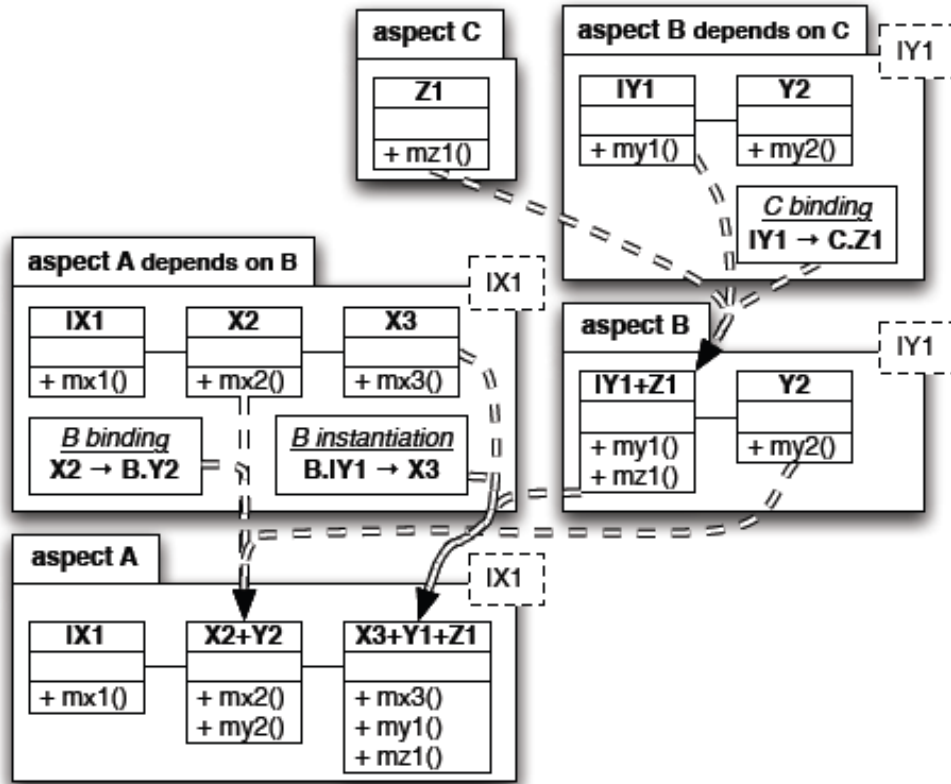 aspect C
Z1
+ mz1()
aspect B depends on C
IY1
IY1
+ my1()
Y2
+ my2()
C binding
IY1 → C.Z1
aspect A depends on B
IX1
IX1
+ mx1()
X2
+ mx2()
X3
+ mx3()
B binding
X2 → B.Y2
B instantiation
B.IY1 → X3
aspect B
IY1
IY1+Z1
+ my1()
+ mz1()
Y2
+ my2()
aspect A
IX1
IX1
+ mx1()
X2+Y2
+ mx2()
+ my2()
X3+Y1+Z1
+ mx3()
+ my1()
+ mz1()